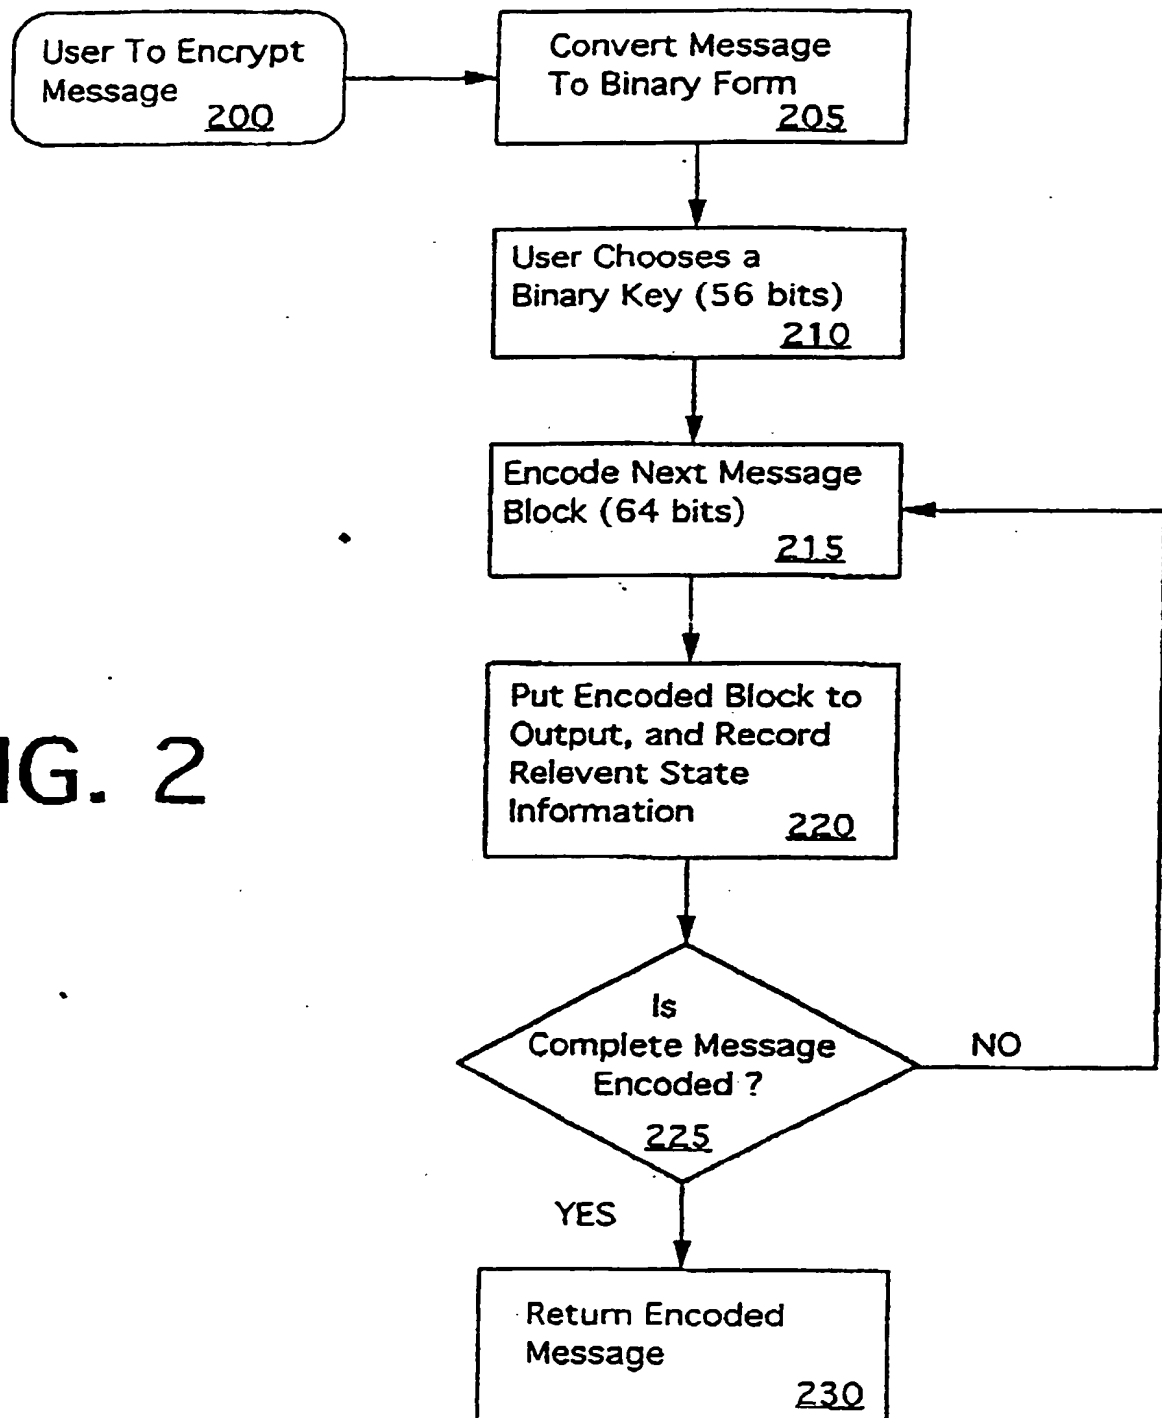 User To Encrypt
Message
200
Convert Message
To Binary Form
205
User Chooses a
Binary Key (56 bits)
210
Encode Next Message
Block (64 bits)
215
Put Encoded Block to
Output, and Record
Relevent State
Information
220
IG. 2
Is
Complete Message
Encoded ?
225
NO
YES
Return Encoded
Message
230